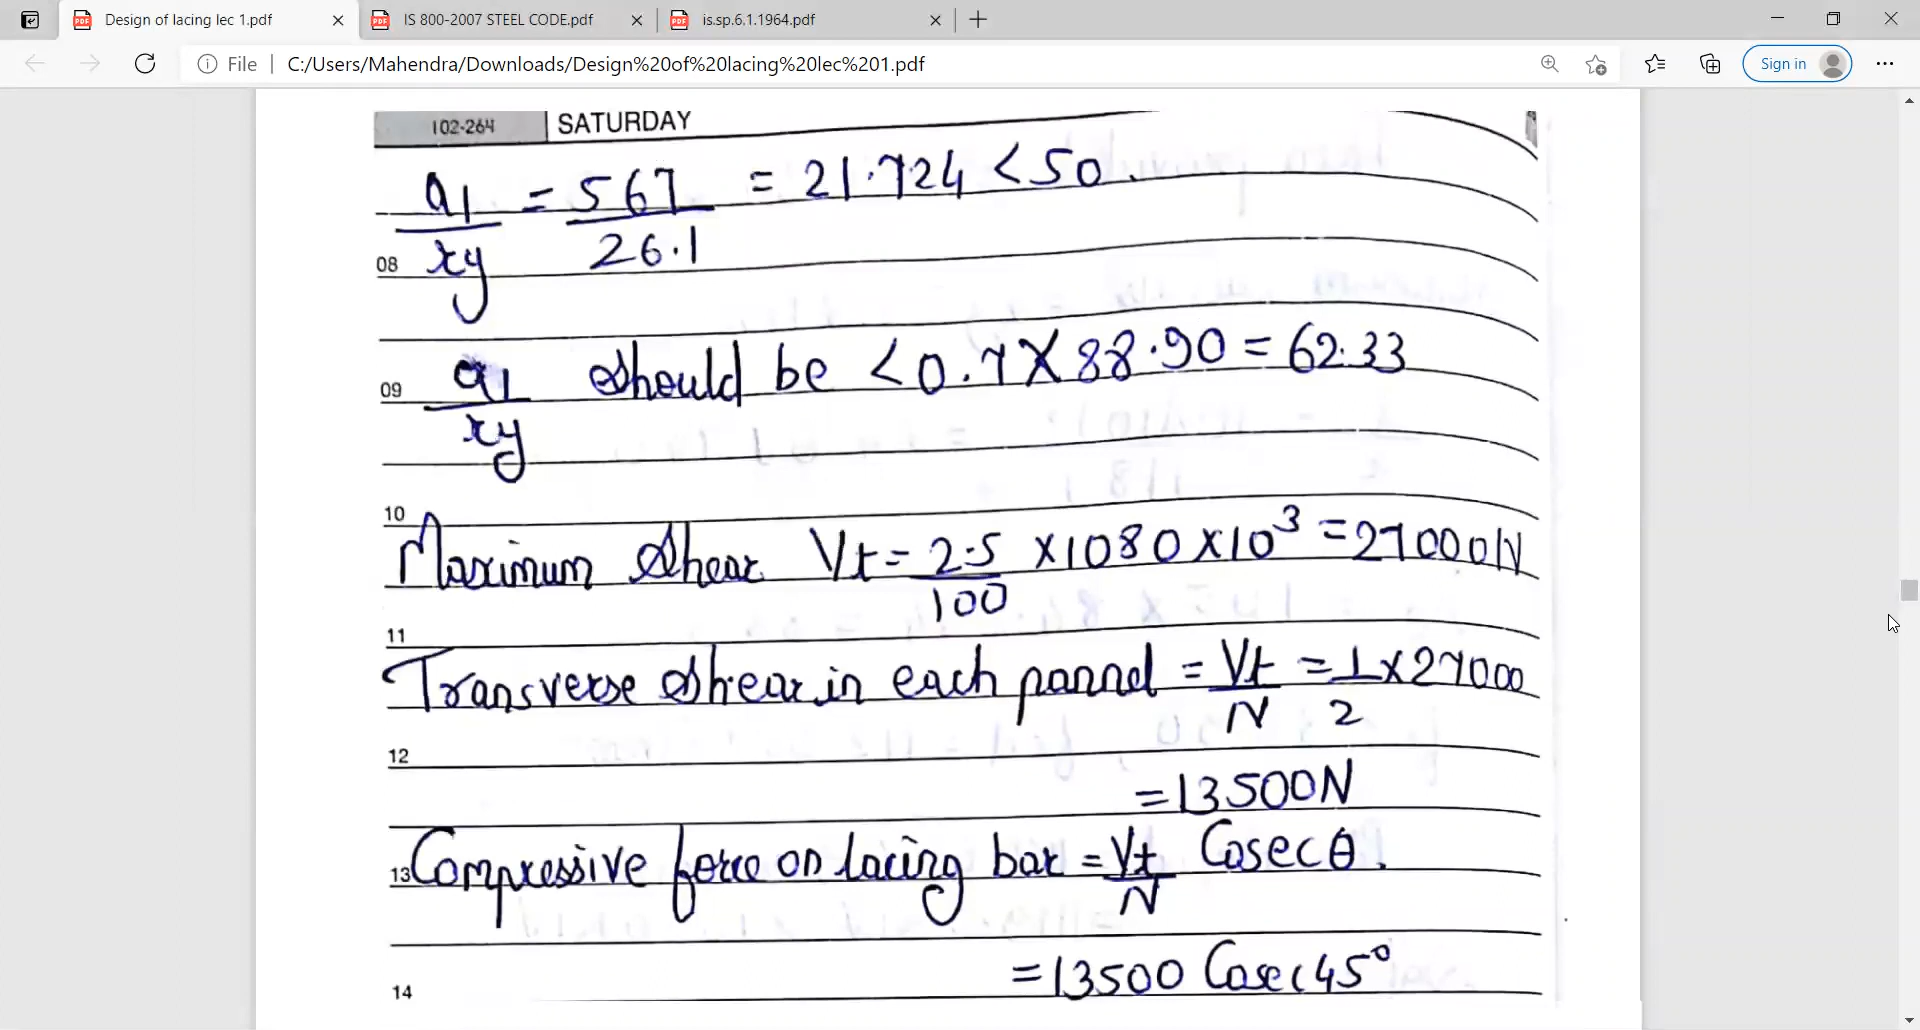 Design of lacing lec 1.pdf
IS 800-2007 STEEL CODE.pdf
is.sp.6.1.1964.pdf
File
C:/Users/Mahendra/Downloads/Design%20of%20lacing%20lec%201.pdf
Sign in
102-264 SATURDAY
a1/ry = 567/26.1 = 21.724 < 50.
08
09 a1/ry should be < 0.7 X 88.90 = 62.33
10
Maximum Shear Vt = 2.5/100 x 1080 x 10³ = 27000N
11
Transverse Shear in each pannel = Vt/N = 1/2 x 27000
12
= 13500N
13 Compressive force on lacing bar = Vt/N Cosec θ.
= 13500 Cosec 45°
14